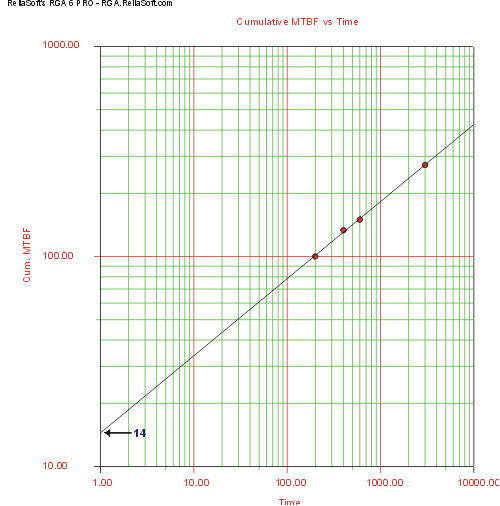 ReliaSoft's RGA 6 PRO - RGA.ReliaSoft.com
Cumulative MTBF vs Time
1000.00
Cum. MTBF
100.00
14
10.00
1.00 10.00 100.00 1000.00 10000.00
Time